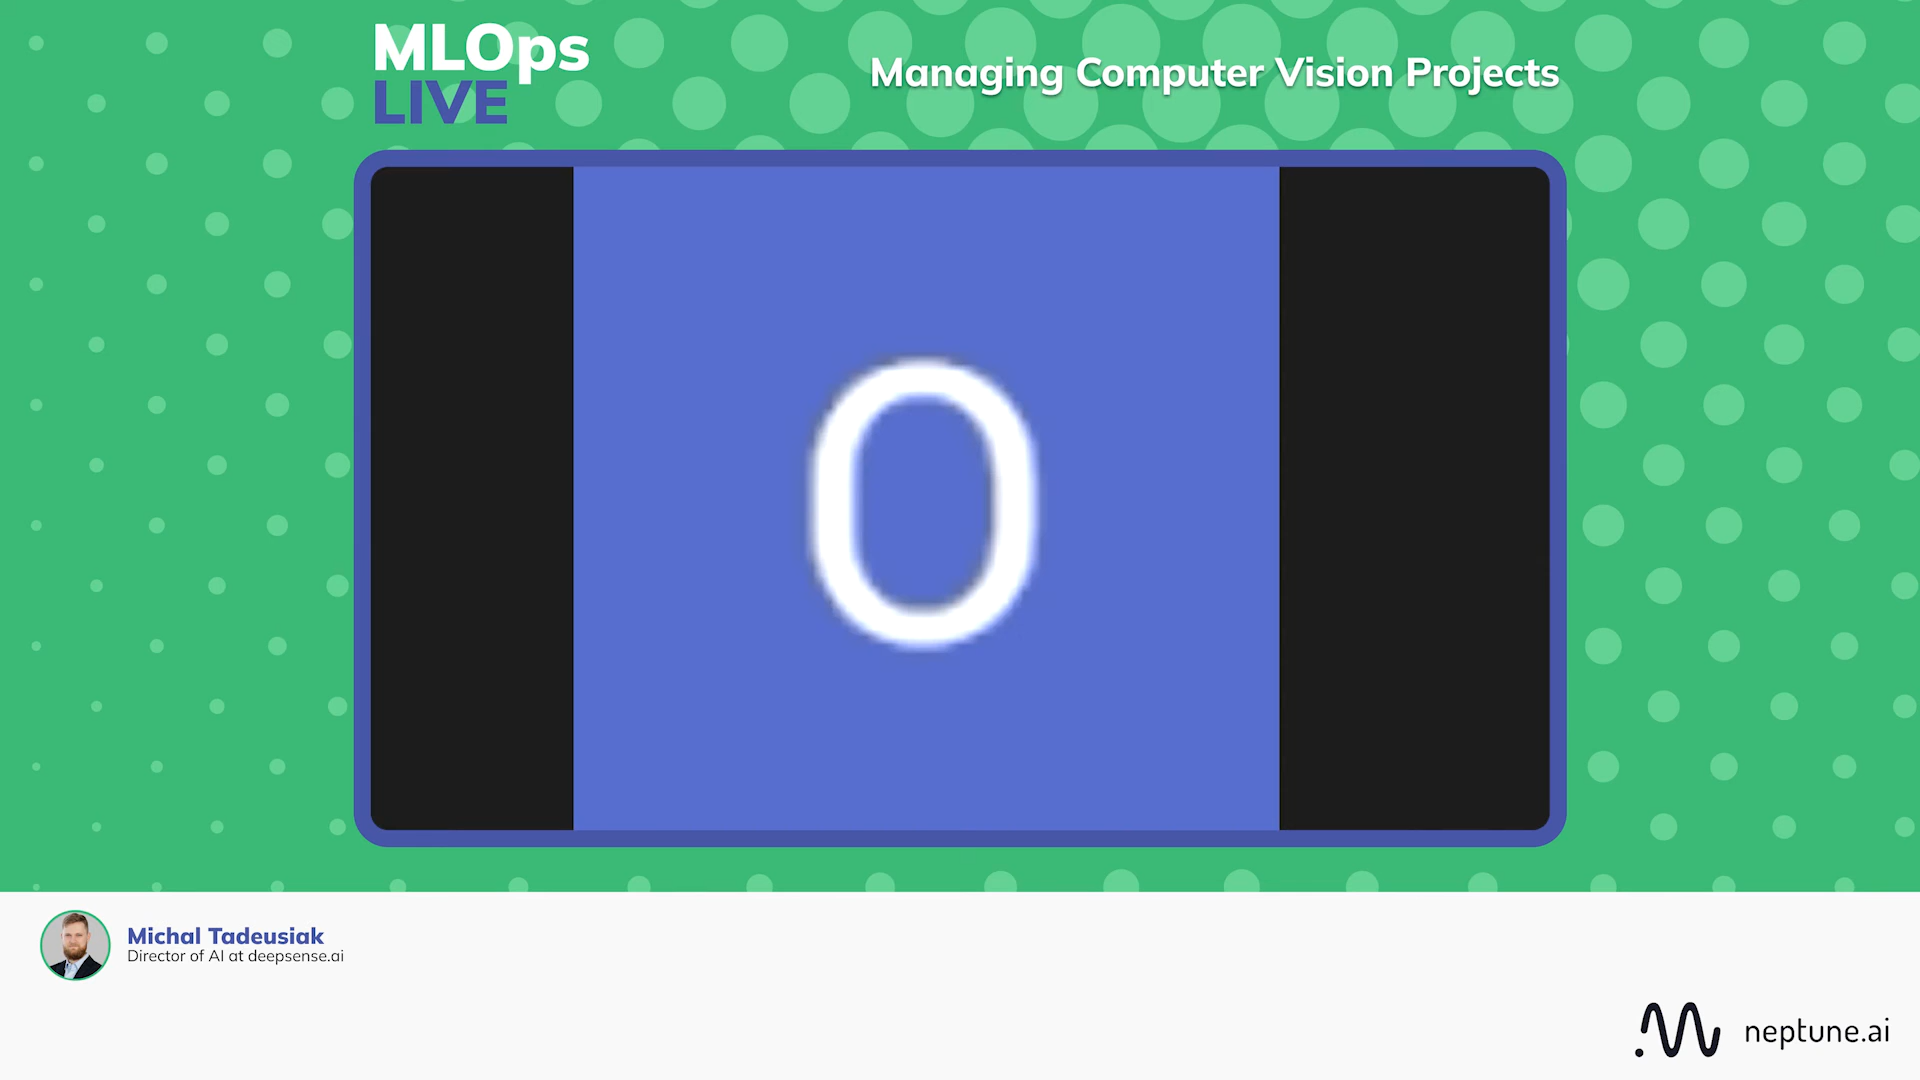 MLOps
LIVE
Managing Computer Vision Projects
0
Michal Tadeusiak
Director of AI at deepsense.ai
neptune.ai